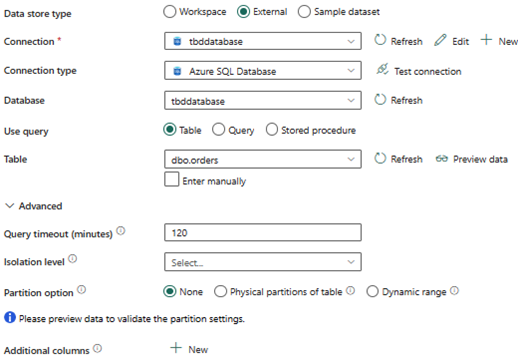 Data store type Workspace External Sample dataset
Connection * tbddatabase Refresh Edit New
Connection type Azure SQL Database Test connection
Database tbddatabase Refresh
Use query Table Query Stored procedure
Table dbo.orders Refresh Preview data
Enter manually
Advanced
Query timeout (minutes) 120
Isolation level Select...
Partition option None Physical partitions of table Dynamic range
Please preview data to validate the partition settings.
Additional columns New